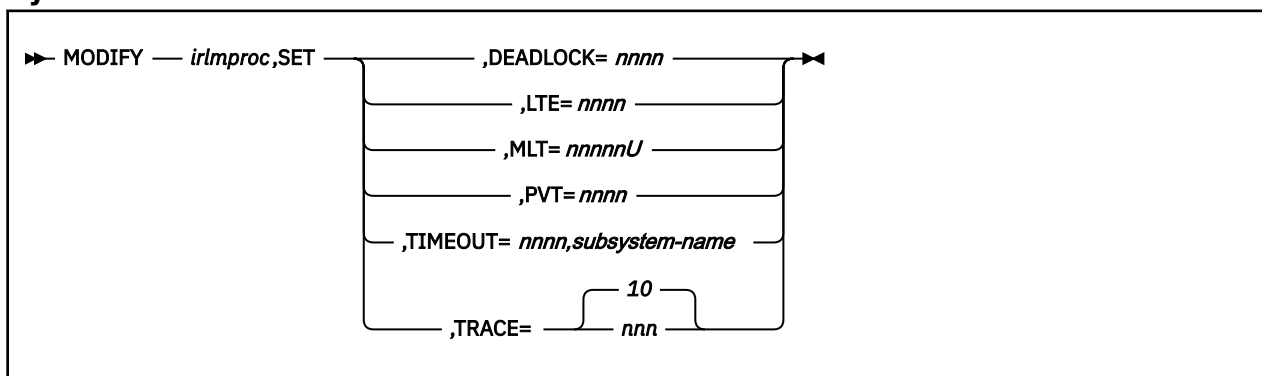 MODIFY irlmproc,SET ,DEADLOCK= nnnn
,LTE= nnnn
,MLT= nnnnnU
,PVT= nnnn
,TIMEOUT= nnnn,subsystem-name
10
,TRACE= nnn